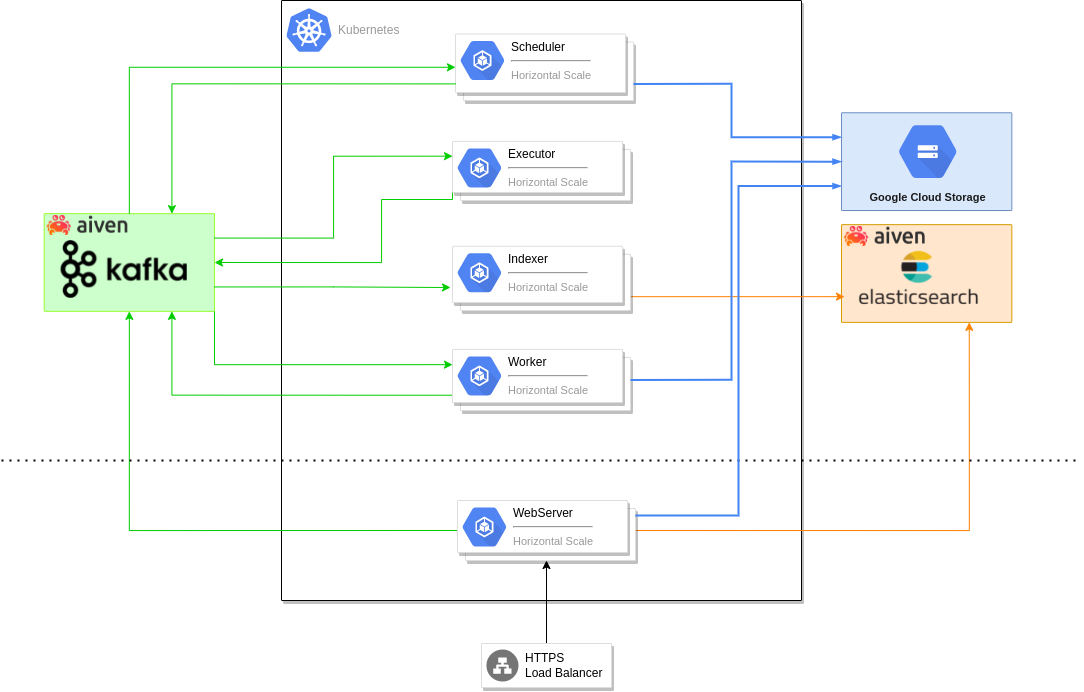 Kubernetes
Scheduler
Horizontal Scale
Executor
Horizontal Scale
Google Cloud Storage
aiven
kafka
aiven
elasticsearch
Indexer
Horizontal Scale
Worker
Horizontal Scale
WebServer
Horizontal Scale
HTTPS
Load Balancer